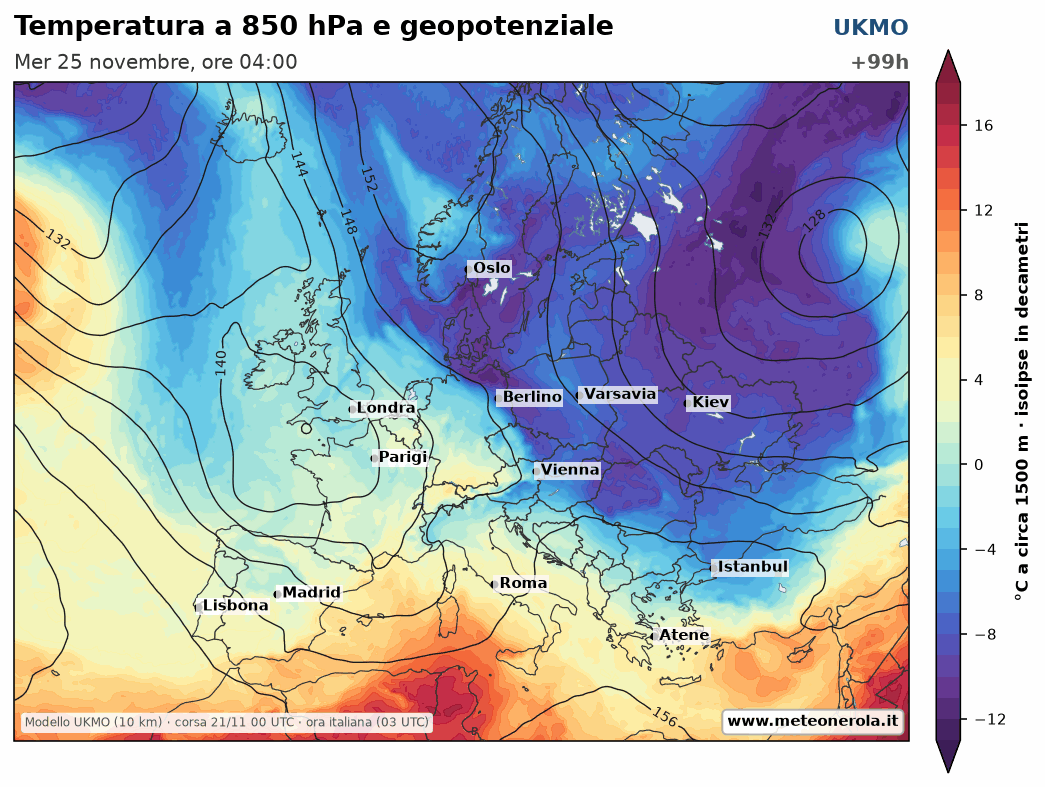 Temperatura a 850 hPa e geopotenziale
UKMO
Mer 25 novembre, ore 04:00
+99h
144
152
148
132
132
128
140
156
Oslo
Londra
Berlino
Varsavia
Kiev
Parigi
Vienna
Istanbul
Roma
Madrid
Lisbona
Atene
16
12
8
4
0
−4
−8
−12
°C a circa 1500 m · isoipse in decametri
Modello UKMO (10 km) · corsa 21/11 00 UTC · ora italiana (03 UTC)
www.meteonerola.it